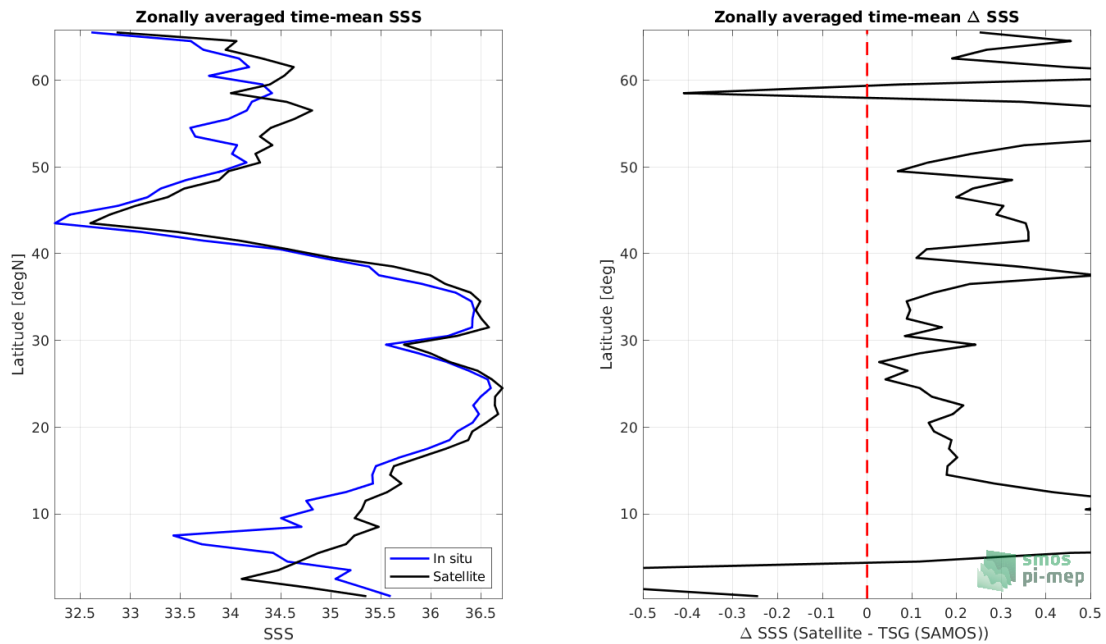 Zonally averaged time-mean SSS
60
50
40
30
20
10
Latitude [degN]
In situ
Satellite
32.5 33 33.5 34 34.5 35 35.5 36 36.5
SSS
Zonally averaged time-mean Δ SSS
60
50
40
30
20
10
Latitude [deg]
smos
pi-mep
-0.5 -0.4 -0.3 -0.2 -0.1 0 0.1 0.2 0.3 0.4 0.5
Δ SSS (Satellite - TSG (SAMOS))